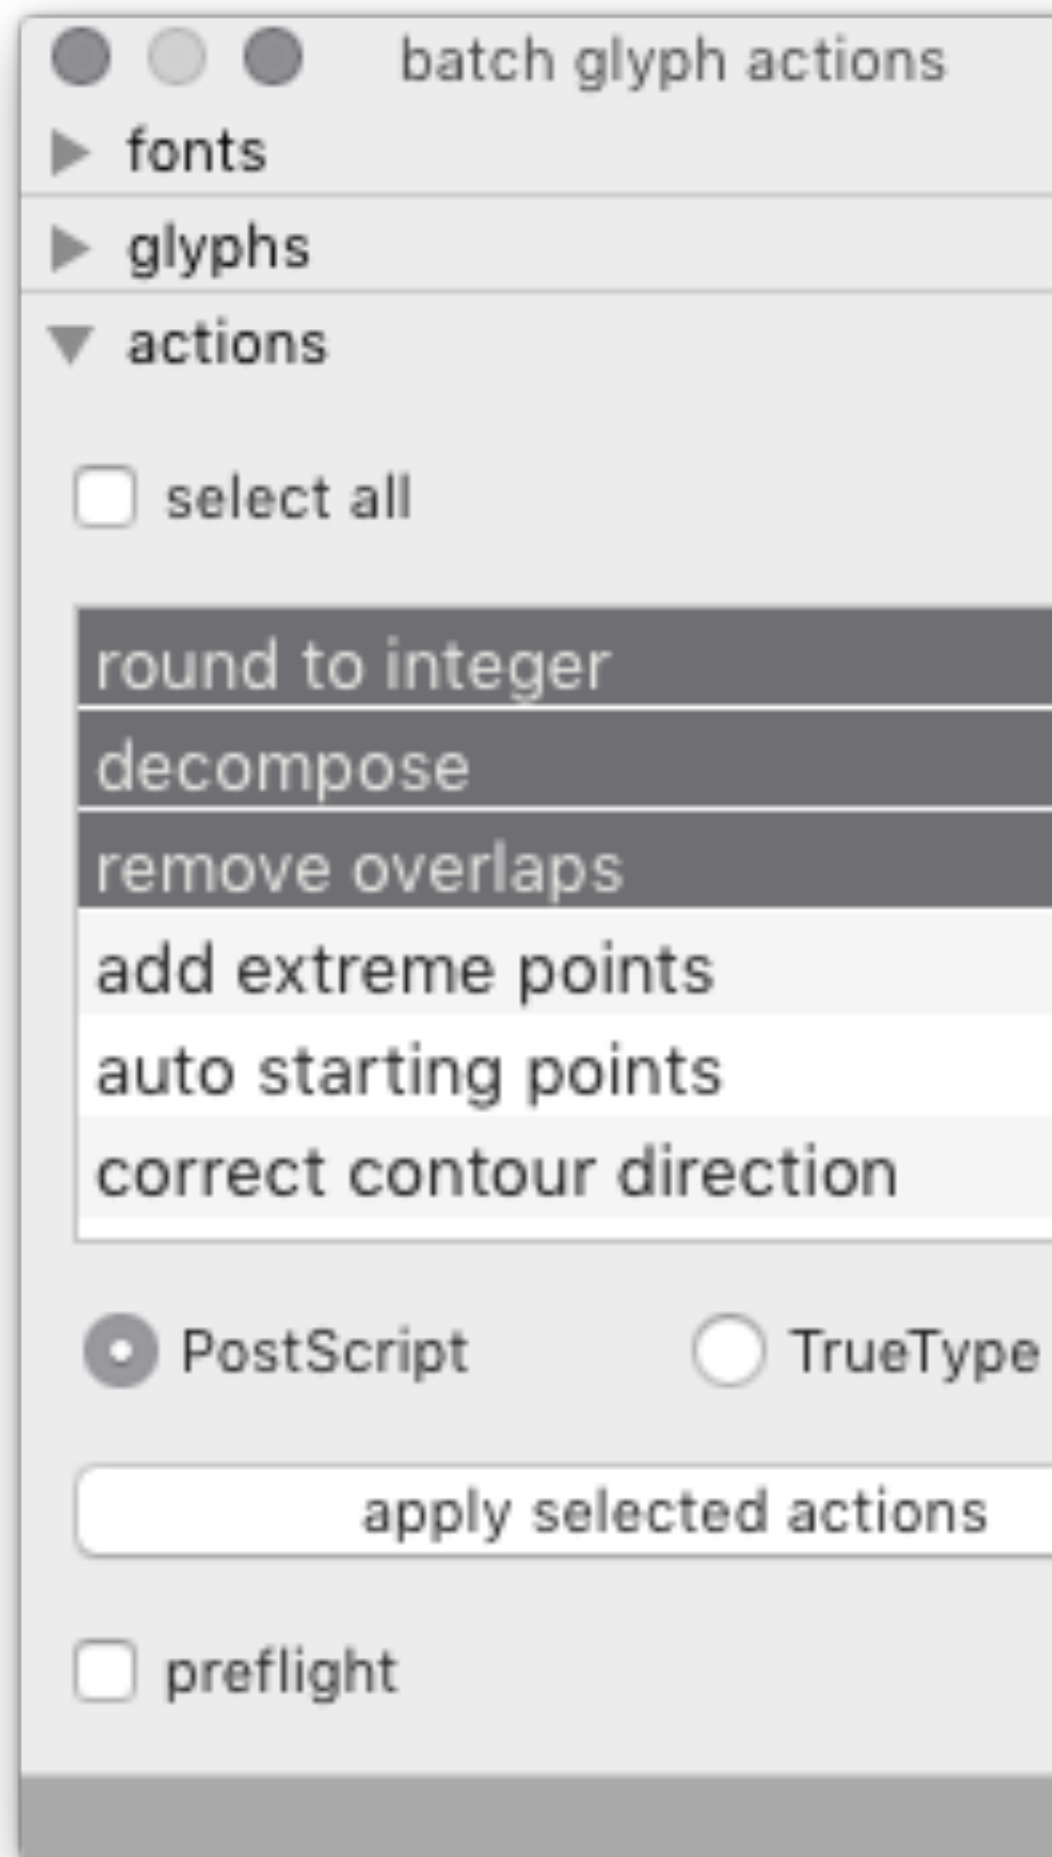 batch glyph actions
fonts
glyphs
actions
select all
round to integer
decompose
remove overlaps
add extreme points
auto starting points
correct contour direction
PostScript TrueType
apply selected actions
preflight